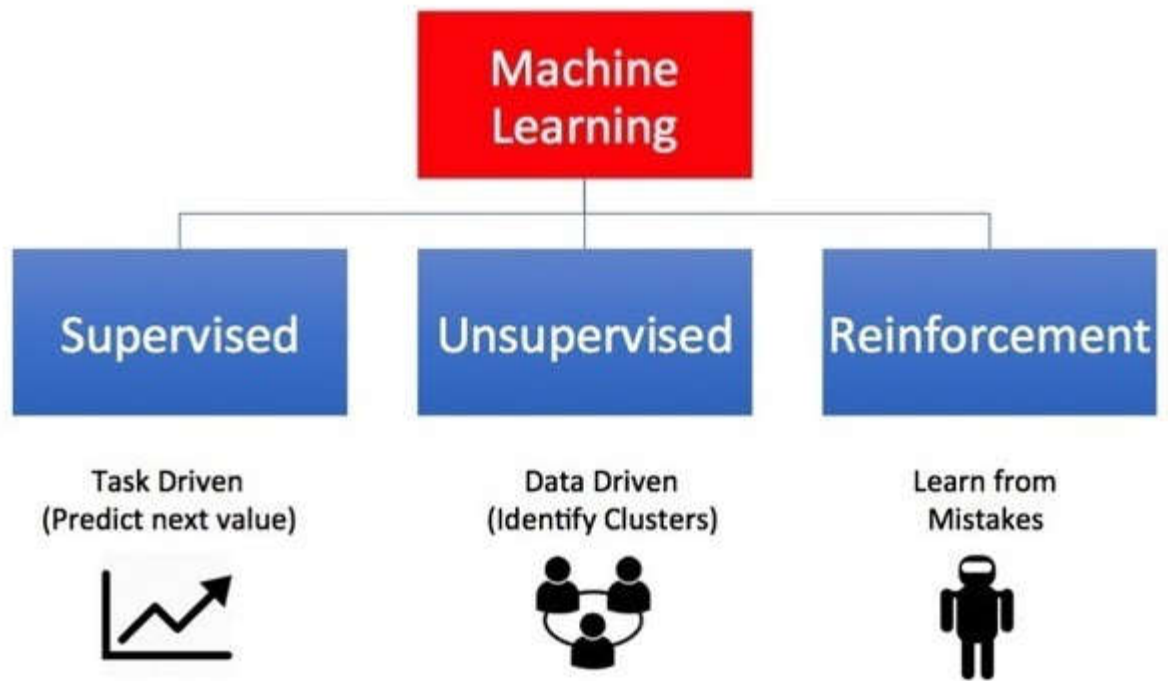 Machine
Learning
Supervised
Unsupervised
Reinforcement
Task Driven
(Predict next value)
Data Driven
(Identify Clusters)
Learn from
Mistakes